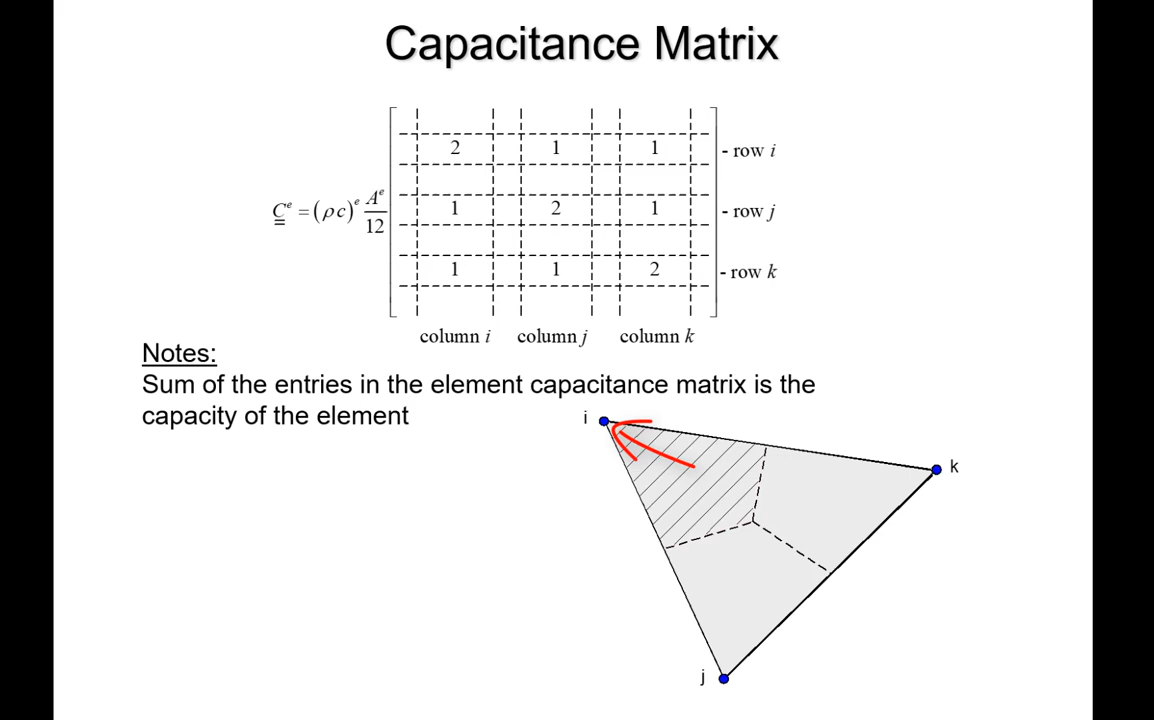 Capacitance Matrix
2 1 1 - row i
C^e = (ρc)^e A^e/12 1 2 1 - row j
1 1 2 - row k
column i column j column k
Notes:
Sum of the entries in the element capacitance matrix is the
capacity of the element
i
k
j